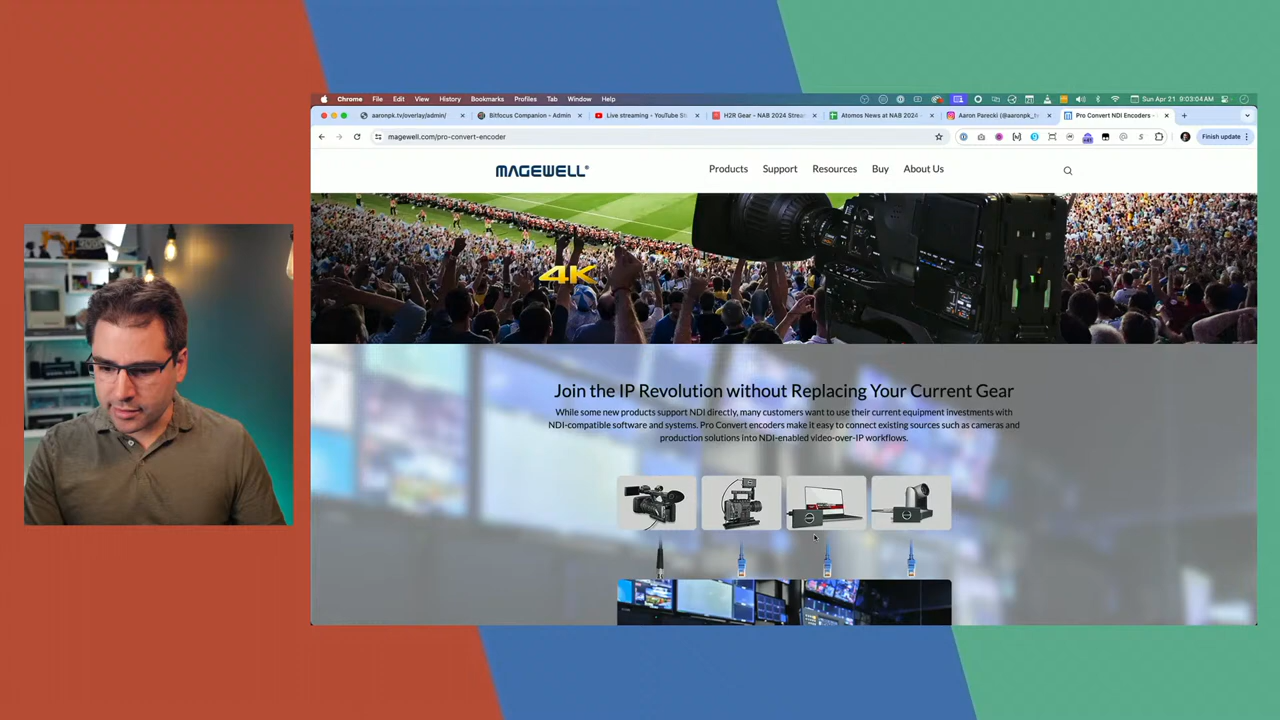 Chrome File Edit View History Bookmarks Profiles Tab Window Help
Sun Apr 21 9:03:04 AM
aaronpk.tv/overlay/admin/
Bitfocus Companion - Admin
Live streaming - YouTube St
H2R Gear - NAB 2024 Stream
Atomos News at NAB 2024 -
Aaron Parecki (@aaronpk_tv
Pro Convert NDI Encoders -
magewell.com/pro-convert-encoder
Finish update
MAGEWELL®
Products Support Resources Buy About Us
4K
Join the IP Revolution without Replacing Your Current Gear
While some new products support NDI directly, many customers want to use their current equipment investments with
NDI-compatible software and systems. Pro Convert encoders make it easy to connect existing sources such as cameras and
production solutions into NDI-enabled video-over-IP workflows.